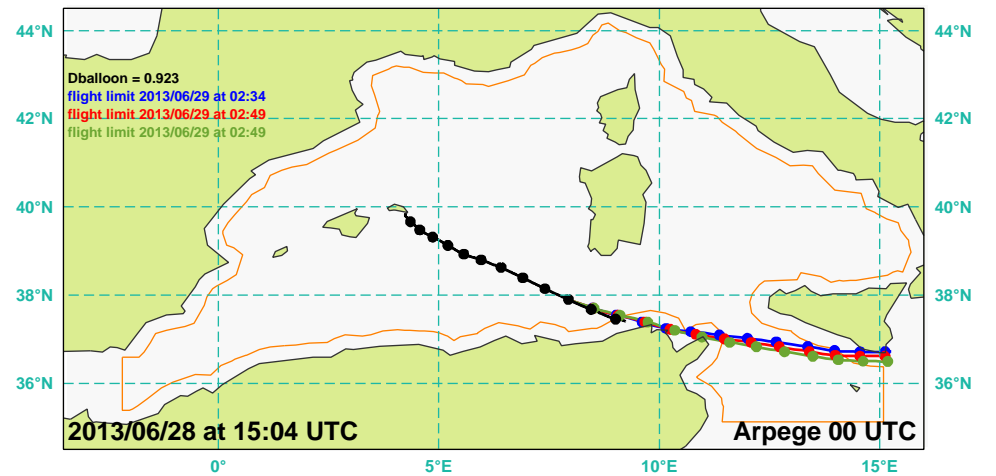 44°N
44°N
Dballoon = 0.923
flight limit 2013/06/29 at 02:34
flight limit 2013/06/29 at 02:49
flight limit 2013/06/29 at 02:49
42°N
42°N
40°N
40°N
38°N
38°N
36°N
36°N
2013/06/28 at 15:04 UTC
Arpege 00 UTC
0°
5°E
10°E
15°E